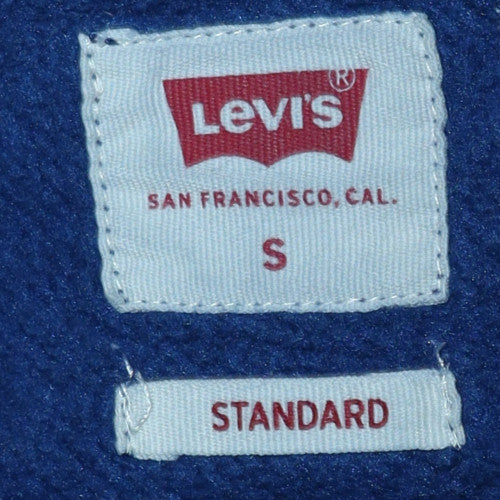 Levi's ®
SAN FRANCISCO, CAL.
S
STANDARD